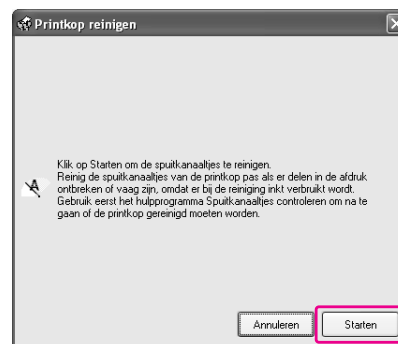 Printkop reinigen
Klik op Starten om de spuitkanaaltjes te reinigen.
Reinig de spuitkanaaltjes van de printkop pas als er delen in de afdruk
ontbreken of vaag zijn, omdat er bij de reiniging inkt verbruikt wordt.
Gebruik eerst het hulpprogramma Spuitkanaaltjes controleren om na te
gaan of de printkop gereinigd moeten worden.
Annuleren
Starten